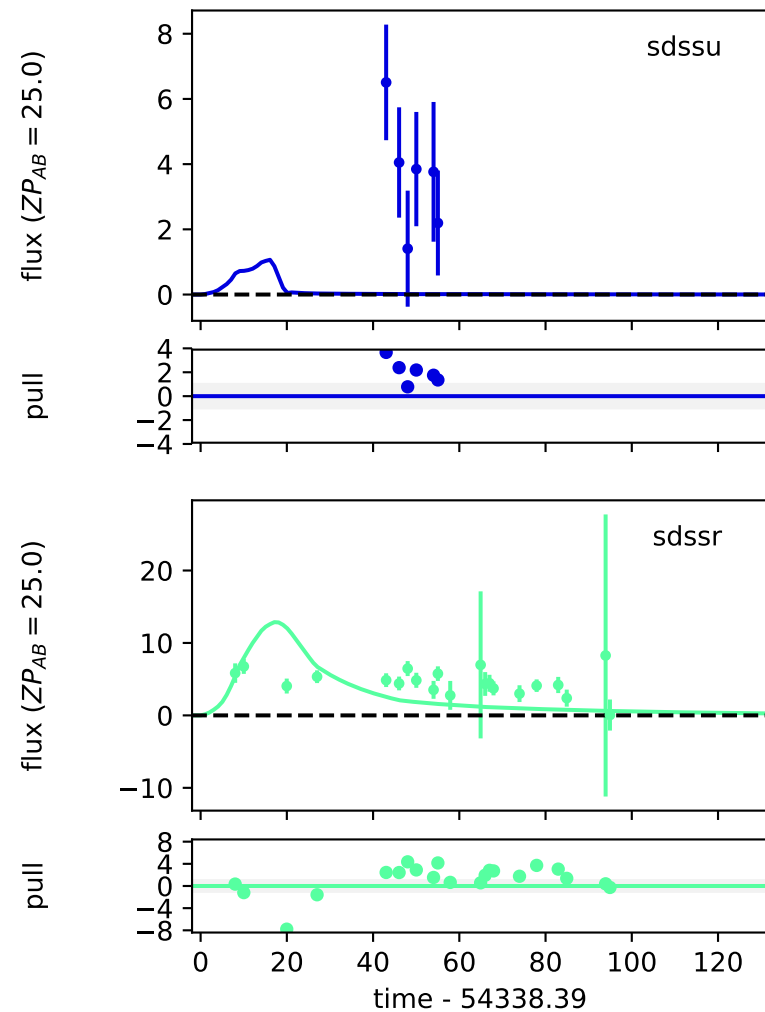 sdssu
flux (ZP_AB = 25.0)
8
6
4
2
0
pull
4
2
0
−2
−4
sdssr
flux (ZP_AB = 25.0)
20
10
0
−10
pull
8
4
0
−4
−8
0 20 40 60 80 100 120
time - 54338.39